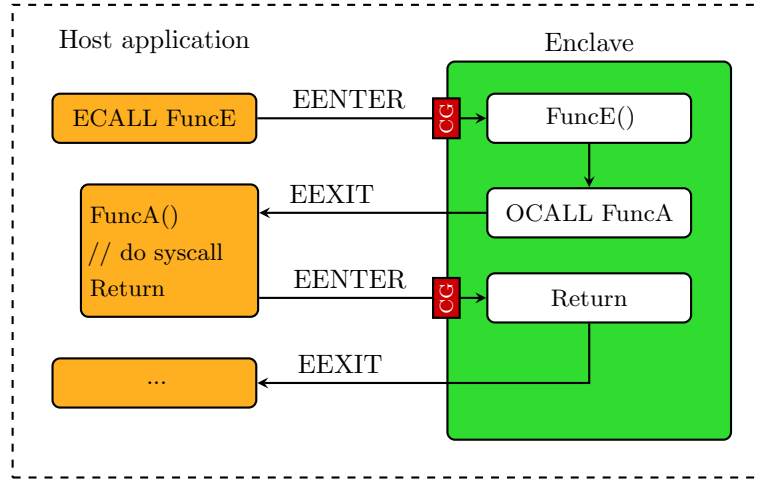 Host application
Enclave
ECALL FuncE
EENTER
CG
FuncE()
EEXIT
OCALL FuncA
FuncA()
// do syscall
Return
EENTER
CG
Return
EEXIT
...